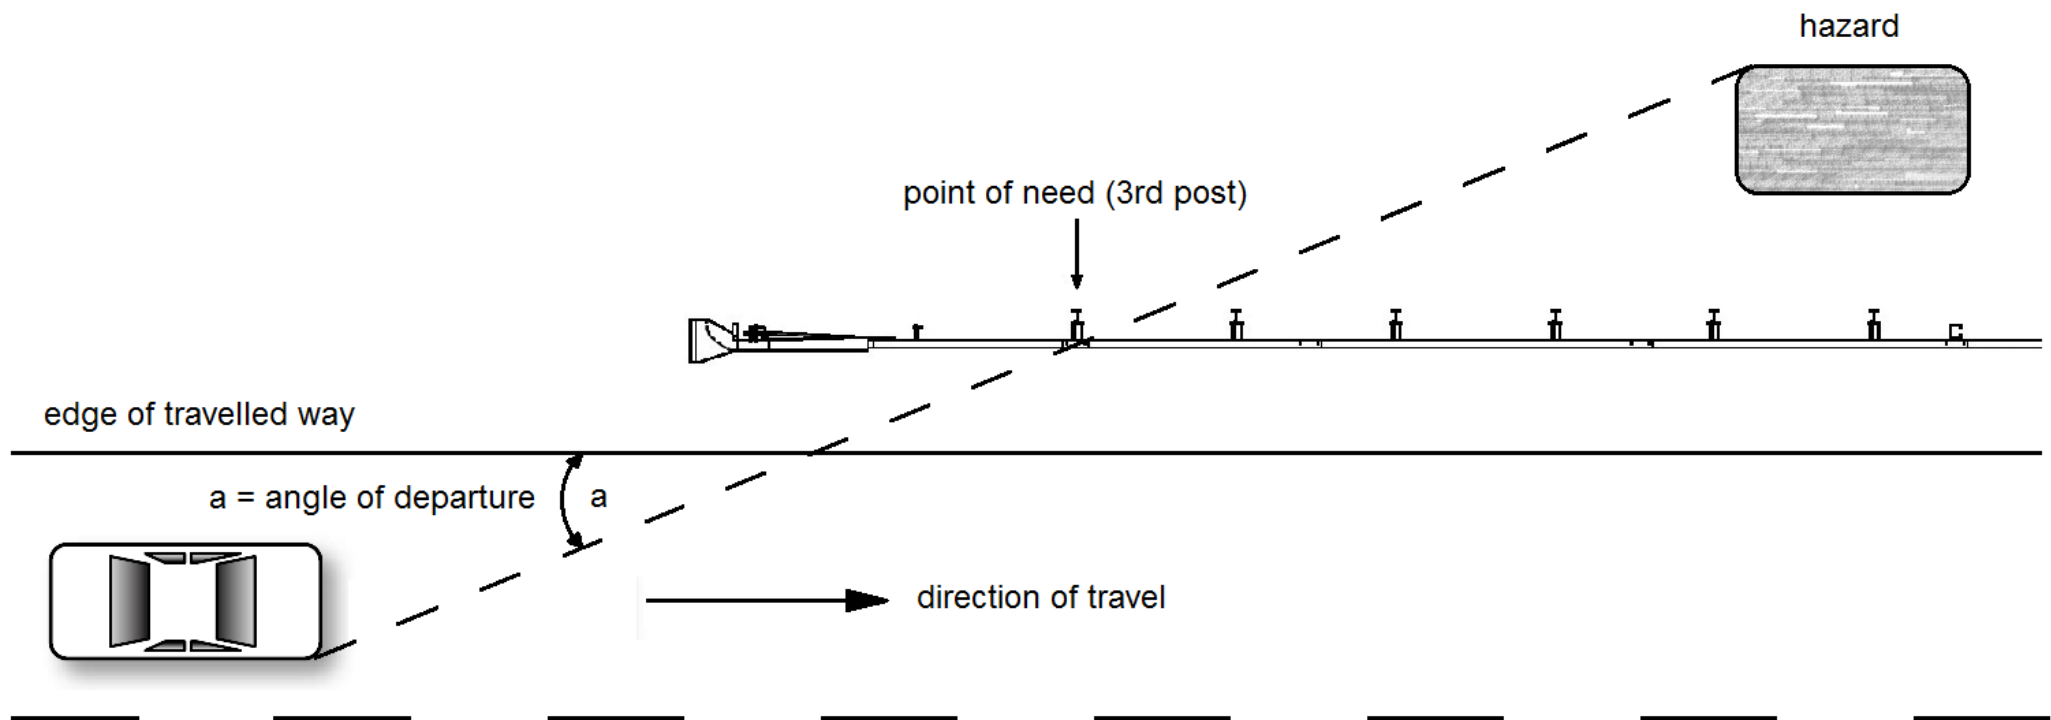 hazard
point of need (3rd post)
edge of travelled way
a = angle of departure
a
direction of travel